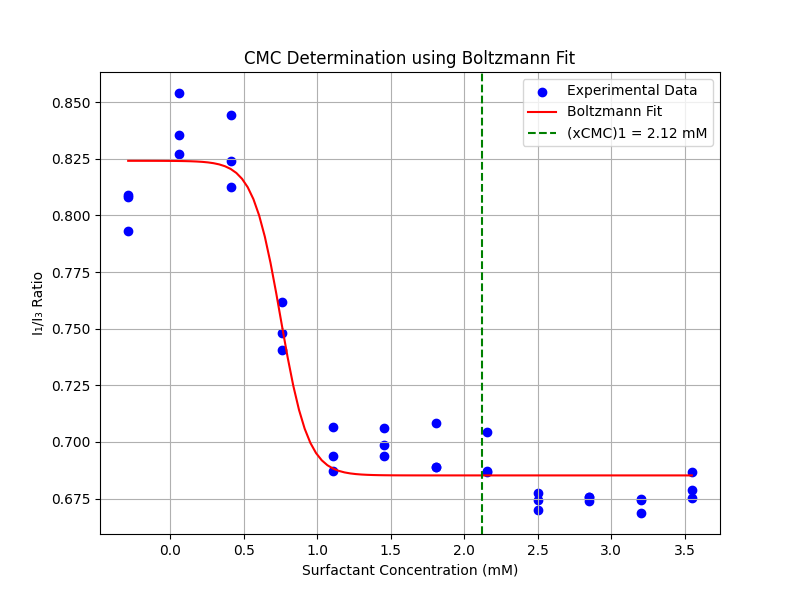 CMC Determination using Boltzmann Fit
Experimental Data
Boltzmann Fit
(xCMC)1 = 2.12 mM
I₁/I₃ Ratio
0.850
0.825
0.800
0.775
0.750
0.725
0.700
0.675
0.0 0.5 1.0 1.5 2.0 2.5 3.0 3.5
Surfactant Concentration (mM)